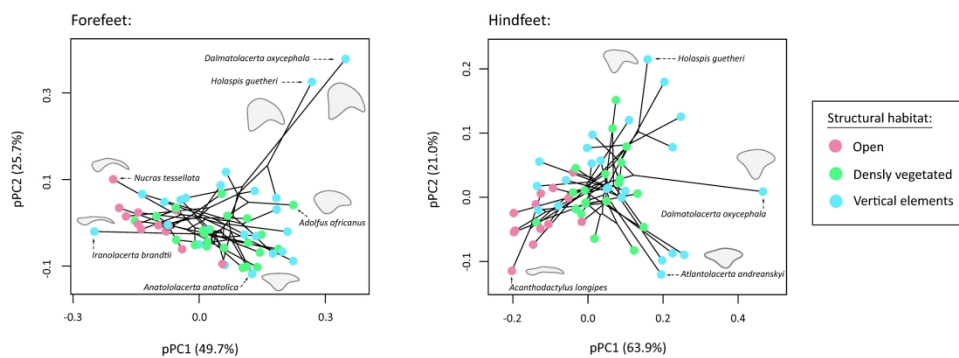 Forefeet:
Dalmatolacerta oxycephala
Holaspis guetheri
Nucras tessellata
Adolfus africanus
Iranolacerta brandtii
Anatololacerta anatolica
0.3
0.1
-0.1
pPC2 (25.7%)
-0.3
0.0
0.3
pPC1 (49.7%)
Hindfeet:
Holaspis guetheri
Dalmatolacerta oxycephala
Atlantolacerta andreanskyi
Acanthodactylus longipes
0.2
0.1
0.0
-0.1
pPC2 (21.0%)
-0.2
0.0
0.2
0.4
pPC1 (63.9%)
Structural habitat:
Open
Densly vegetated
Vertical elements